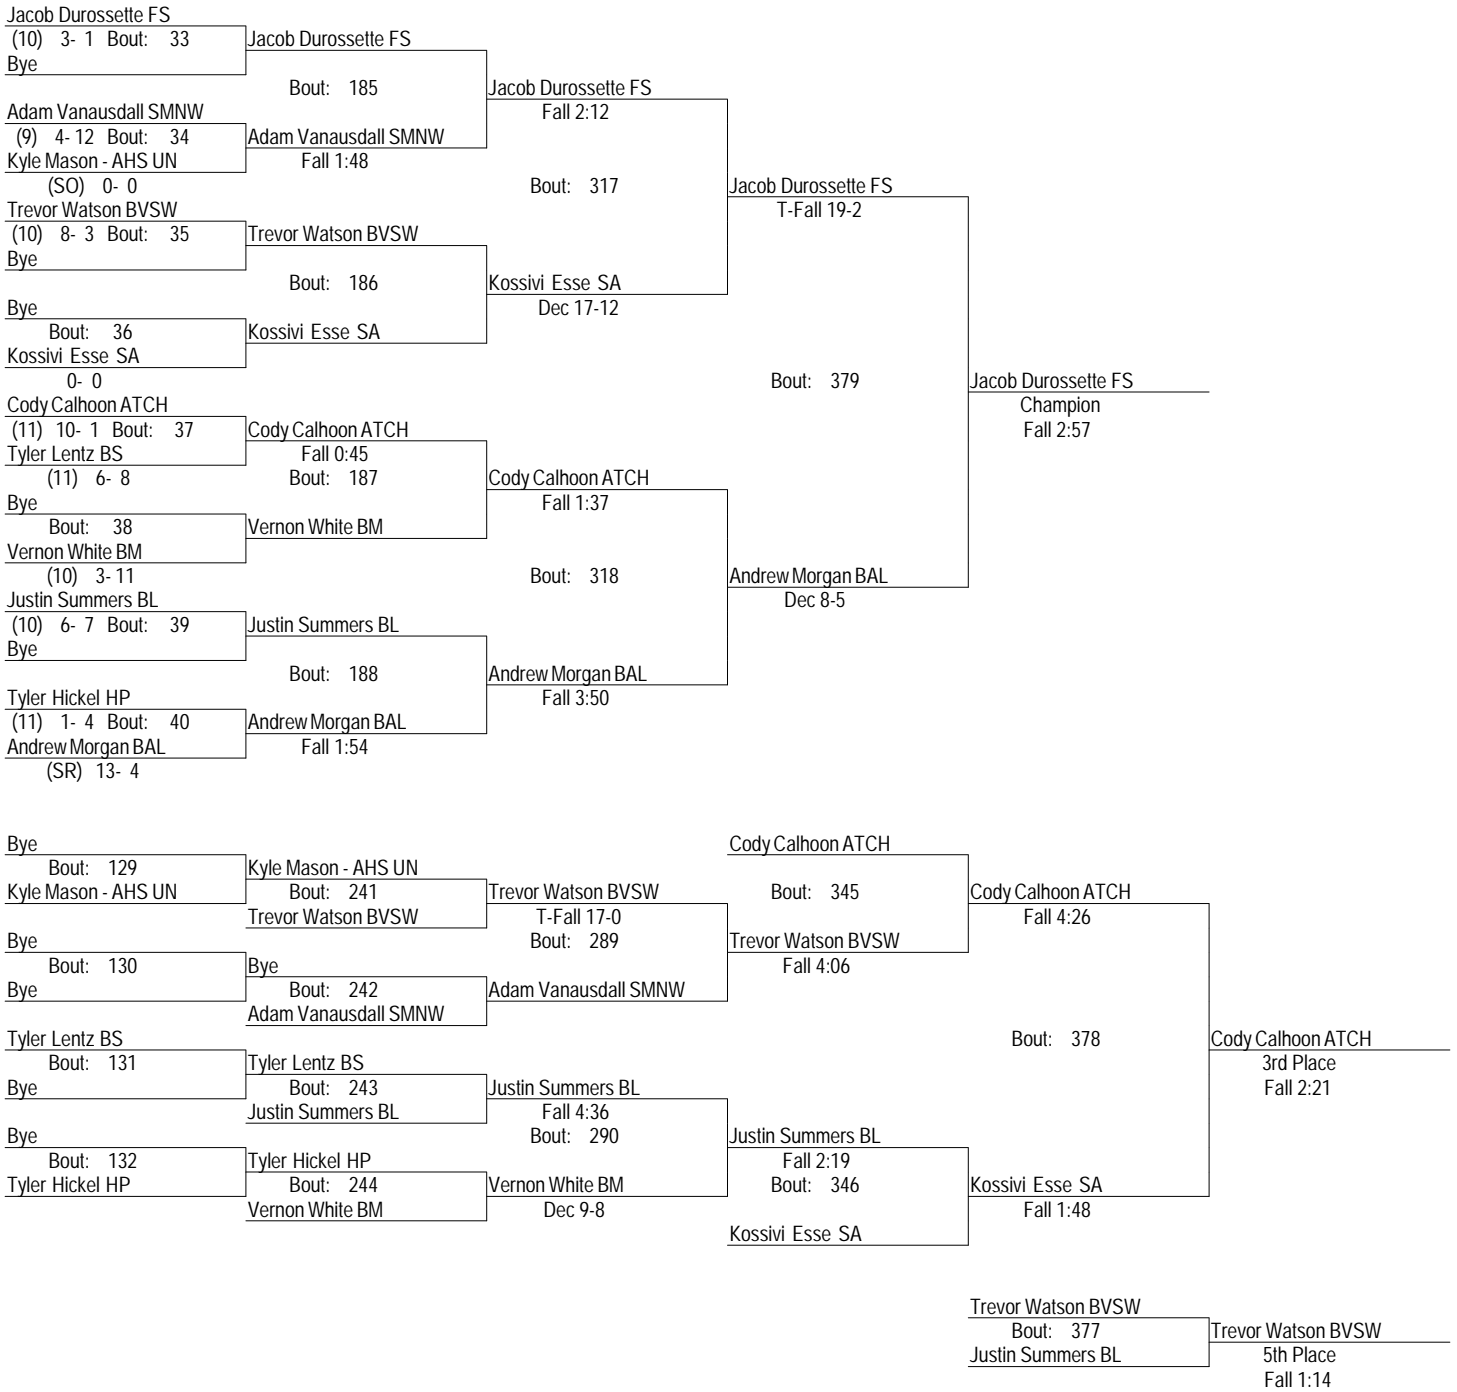 Jacob Durossette FS
(10) 3- 1 Bout: 33 Jacob Durossette FS
Bye
Bout: 185 Jacob Durossette FS
Adam Vanausdall SMNW Fall 2:12
(9) 4- 12 Bout: 34 Adam Vanausdall SMNW
Kyle Mason - AHS UN Fall 1:48
(SO) 0- 0 Bout: 317 Jacob Durossette FS
Trevor Watson BVSW T-Fall 19-2
(10) 8- 3 Bout: 35 Trevor Watson BVSW
Bye
Bout: 186 Kossivi Esse SA
Bye Dec 17-12
Bout: 36 Kossivi Esse SA
Kossivi Esse SA
0- 0 Bout: 379 Jacob Durossette FS
Cody Calhoon ATCH Champion
(11) 10- 1 Bout: 37 Cody Calhoon ATCH Fall 2:57
Tyler Lentz BS Fall 0:45
(11) 6- 8 Bout: 187 Cody Calhoon ATCH
Bye Fall 1:37
Bout: 38 Vernon White BM
Vernon White BM
(10) 3- 11 Bout: 318 Andrew Morgan BAL
Justin Summers BL Dec 8-5
(10) 6- 7 Bout: 39 Justin Summers BL
Bye
Bout: 188 Andrew Morgan BAL
Tyler Hickel HP Fall 3:50
(11) 1- 4 Bout: 40 Andrew Morgan BAL
Andrew Morgan BAL Fall 1:54
(SR) 13- 4
Bye Cody Calhoon ATCH
Bout: 129 Kyle Mason - AHS UN
Kyle Mason - AHS UN Bout: 241 Trevor Watson BVSW Bout: 345 Cody Calhoon ATCH
Trevor Watson BVSW T-Fall 17-0 Fall 4:26
Bye Bout: 289 Trevor Watson BVSW
Bout: 130 Bye Fall 4:06
Bye Bout: 242 Adam Vanausdall SMNW
Adam Vanausdall SMNW
Tyler Lentz BS Bout: 378 Cody Calhoon ATCH
Bout: 131 Tyler Lentz BS 3rd Place
Bye Bout: 243 Justin Summers BL Fall 2:21
Justin Summers BL Fall 4:36
Bye Bout: 290 Justin Summers BL
Bout: 132 Tyler Hickel HP Fall 2:19
Tyler Hickel HP Bout: 244 Vernon White BM Bout: 346 Kossivi Esse SA
Vernon White BM Dec 9-8 Fall 1:48
Kossivi Esse SA
Trevor Watson BVSW
Bout: 377 Trevor Watson BVSW
Justin Summers BL 5th Place
Fall 1:14